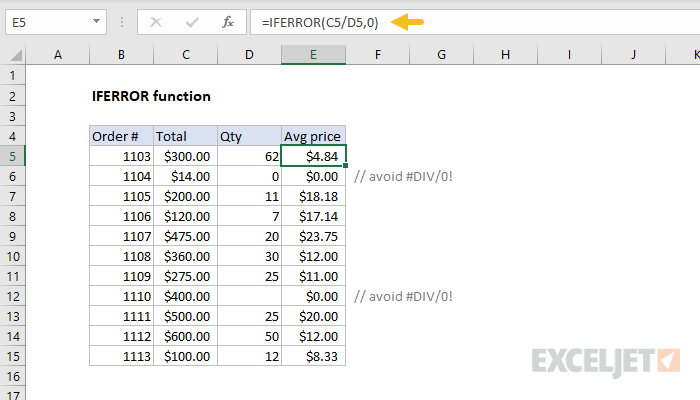 E5 fx =IFERROR(C5/D5,0)
A B C D E F G H I J K
1
2 IFERROR function
3
4 Order # Total Qty Avg price
5 1103 $300.00 62 $4.84
6 1104 $14.00 0 $0.00 // avoid #DIV/0!
7 1105 $200.00 11 $18.18
8 1106 $120.00 7 $17.14
9 1107 $475.00 20 $23.75
10 1108 $360.00 30 $12.00
11 1109 $275.00 25 $11.00
12 1110 $400.00 $0.00 // avoid #DIV/0!
13 1111 $500.00 25 $20.00
14 1112 $600.00 50 $12.00
15 1113 $100.00 12 $8.33
16
17
EXCELJET